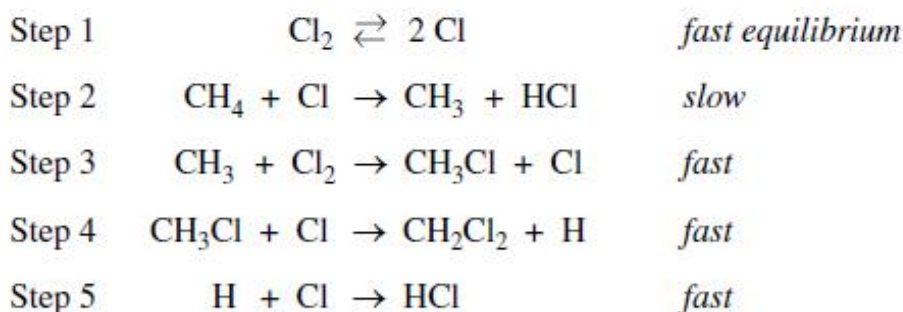 Step 1 Cl₂ ⇄ 2 Cl fast equilibrium
Step 2 CH₄ + Cl → CH₃ + HCl slow
Step 3 CH₃ + Cl₂ → CH₃Cl + Cl fast
Step 4 CH₃Cl + Cl → CH₂Cl₂ + H fast
Step 5 H + Cl → HCl fast